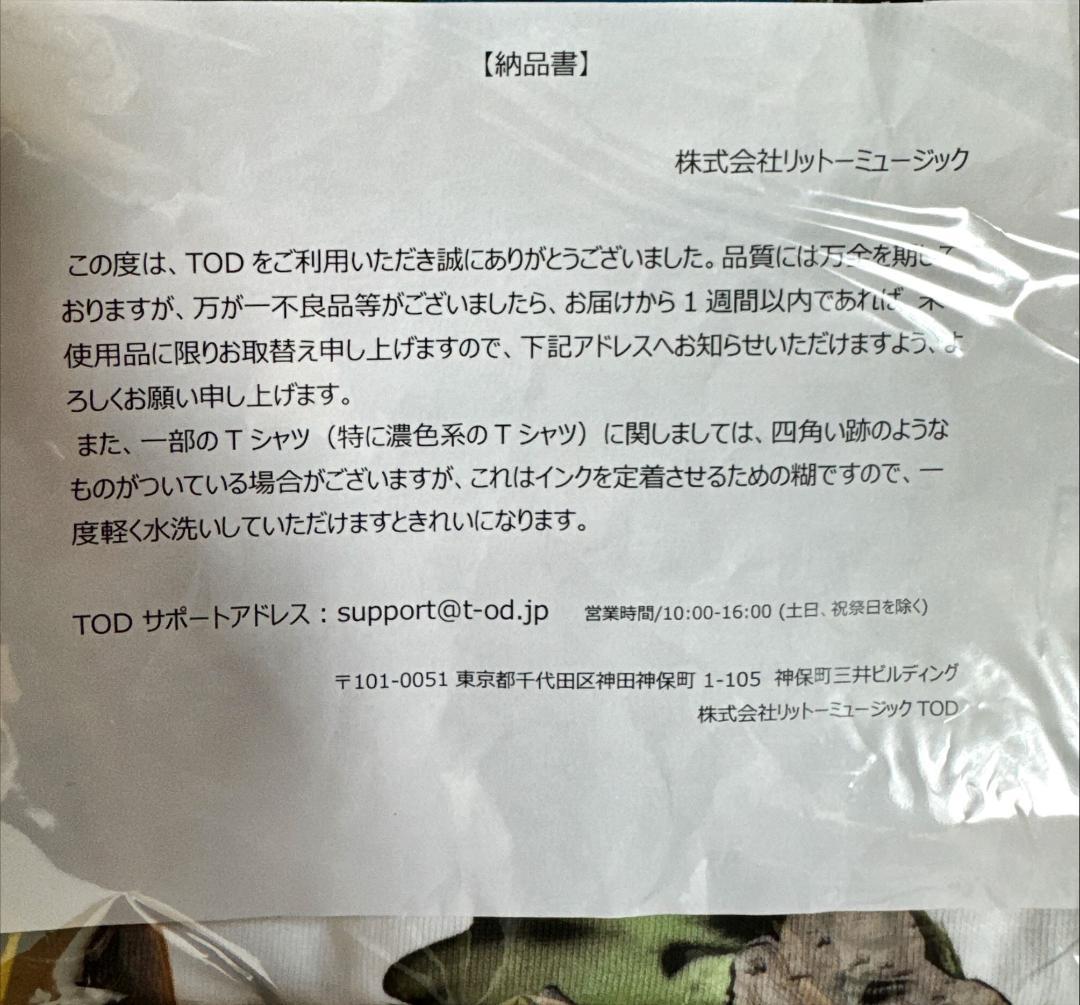 【納品書】
株式会社リットーミュージック
この度は、TOD をご利用いただき誠にありがとうございました。品質には万全を期して
おりますが、万が一不良品等がございましたら、お届けから 1 週間以内であれば 未
使用品に限りお取替え申し上げますので、下記アドレスへお知らせいただけますよう、よ
ろしくお願い申し上げます。
また、一部の T シャツ（特に濃色系の T シャツ）に関しましては、四角い跡のような
ものがついている場合がございますが、これはインクを定着させるための糊ですので、一
度軽く水洗いしていただけますときれいになります。
TOD サポートアドレス：support@t-od.jp 営業時間/10:00-16:00 (土日、祝祭日を除く)
〒101-0051 東京都千代田区神田神保町 1-105 神保町三井ビルディング
株式会社リットーミュージック TOD